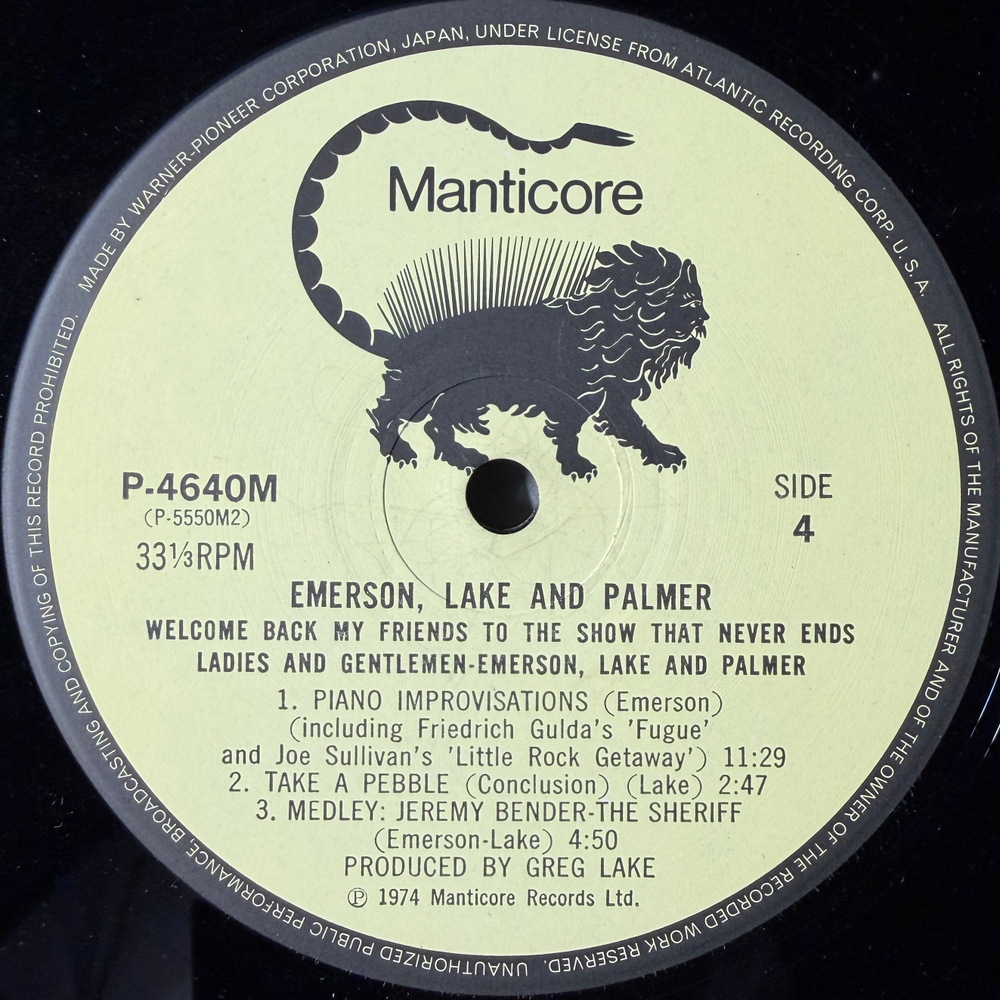 MADE BY WARNER-PIONEER CORPORATION, JAPAN, UNDER LICENSE FROM ATLANTIC RECORDING CORP. U.S.A.
ALL RIGHTS OF THE MANUFACTURER AND OF THE OWNER OF THE RECORDED WORK RESERVED.
UNAUTHORIZED PUBLIC PERFORMANCE, BROADCASTING AND COPYING OF THIS RECORD PROHIBITED.
Manticore
P-4640M
(P-5550M2)
33⅓RPM
SIDE
4
EMERSON, LAKE AND PALMER
WELCOME BACK MY FRIENDS TO THE SHOW THAT NEVER ENDS
LADIES AND GENTLEMEN-EMERSON, LAKE AND PALMER
1. PIANO IMPROVISATIONS (Emerson)
(including Friedrich Gulda's 'Fugue'
and Joe Sullivan's 'Little Rock Getaway') 11:29
2. TAKE A PEBBLE (Conclusion) (Lake) 2:47
3. MEDLEY: JEREMY BENDER-THE SHERIFF
(Emerson-Lake) 4:50
PRODUCED BY GREG LAKE
℗ 1974 Manticore Records Ltd.